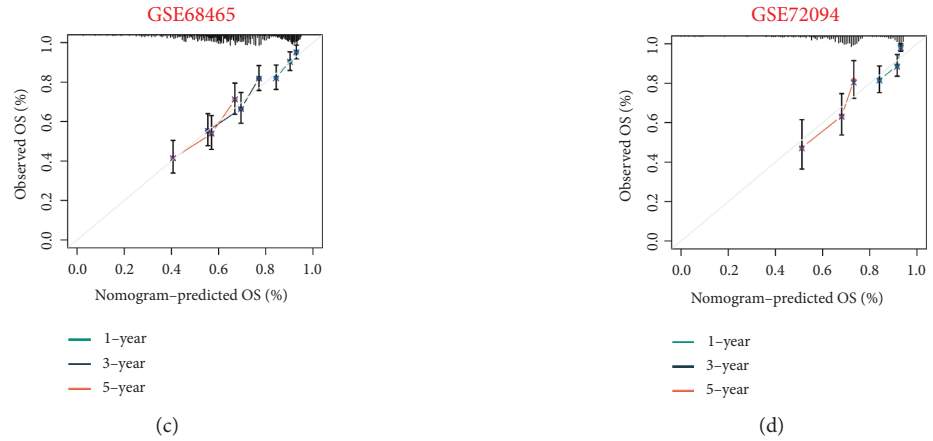 GSE68465
Observed OS (%)
1.0
0.8
0.6
0.4
0.2
0.0
0.0 0.2 0.4 0.6 0.8 1.0
Nomogram–predicted OS (%)
1–year
3–year
5–year
(c)
GSE72094
Observed OS (%)
1.0
0.8
0.6
0.4
0.2
0.0
0.0 0.2 0.4 0.6 0.8 1.0
Nomogram–predicted OS (%)
1–year
3–year
5–year
(d)